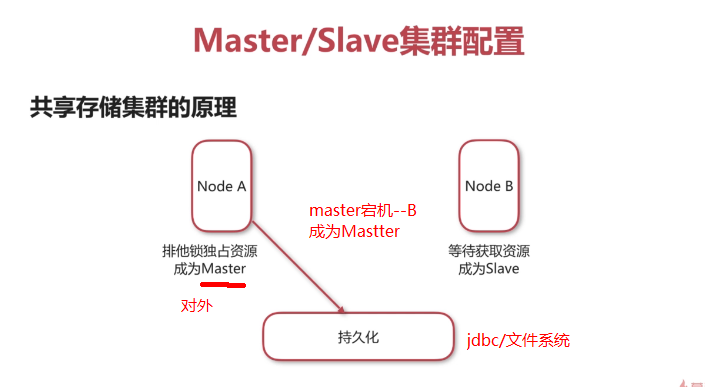 Master/Slave集群配置
共享存储集群的原理
Node A
Node B
master宕机--B
成为Mastter
排他锁独占资源
成为Master
等待获取资源
成为Slave
对外
持久化
jdbc/文件系统